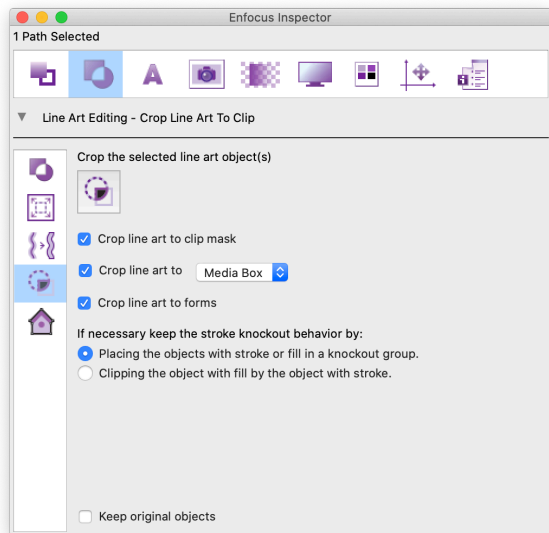 Enfocus Inspector
1 Path Selected
A
Line Art Editing - Crop Line Art To Clip
Crop the selected line art object(s)
Crop line art to clip mask
Crop line art to Media Box
Crop line art to forms
If necessary keep the stroke knockout behavior by:
Placing the objects with stroke or fill in a knockout group.
Clipping the object with fill by the object with stroke.
Keep original objects